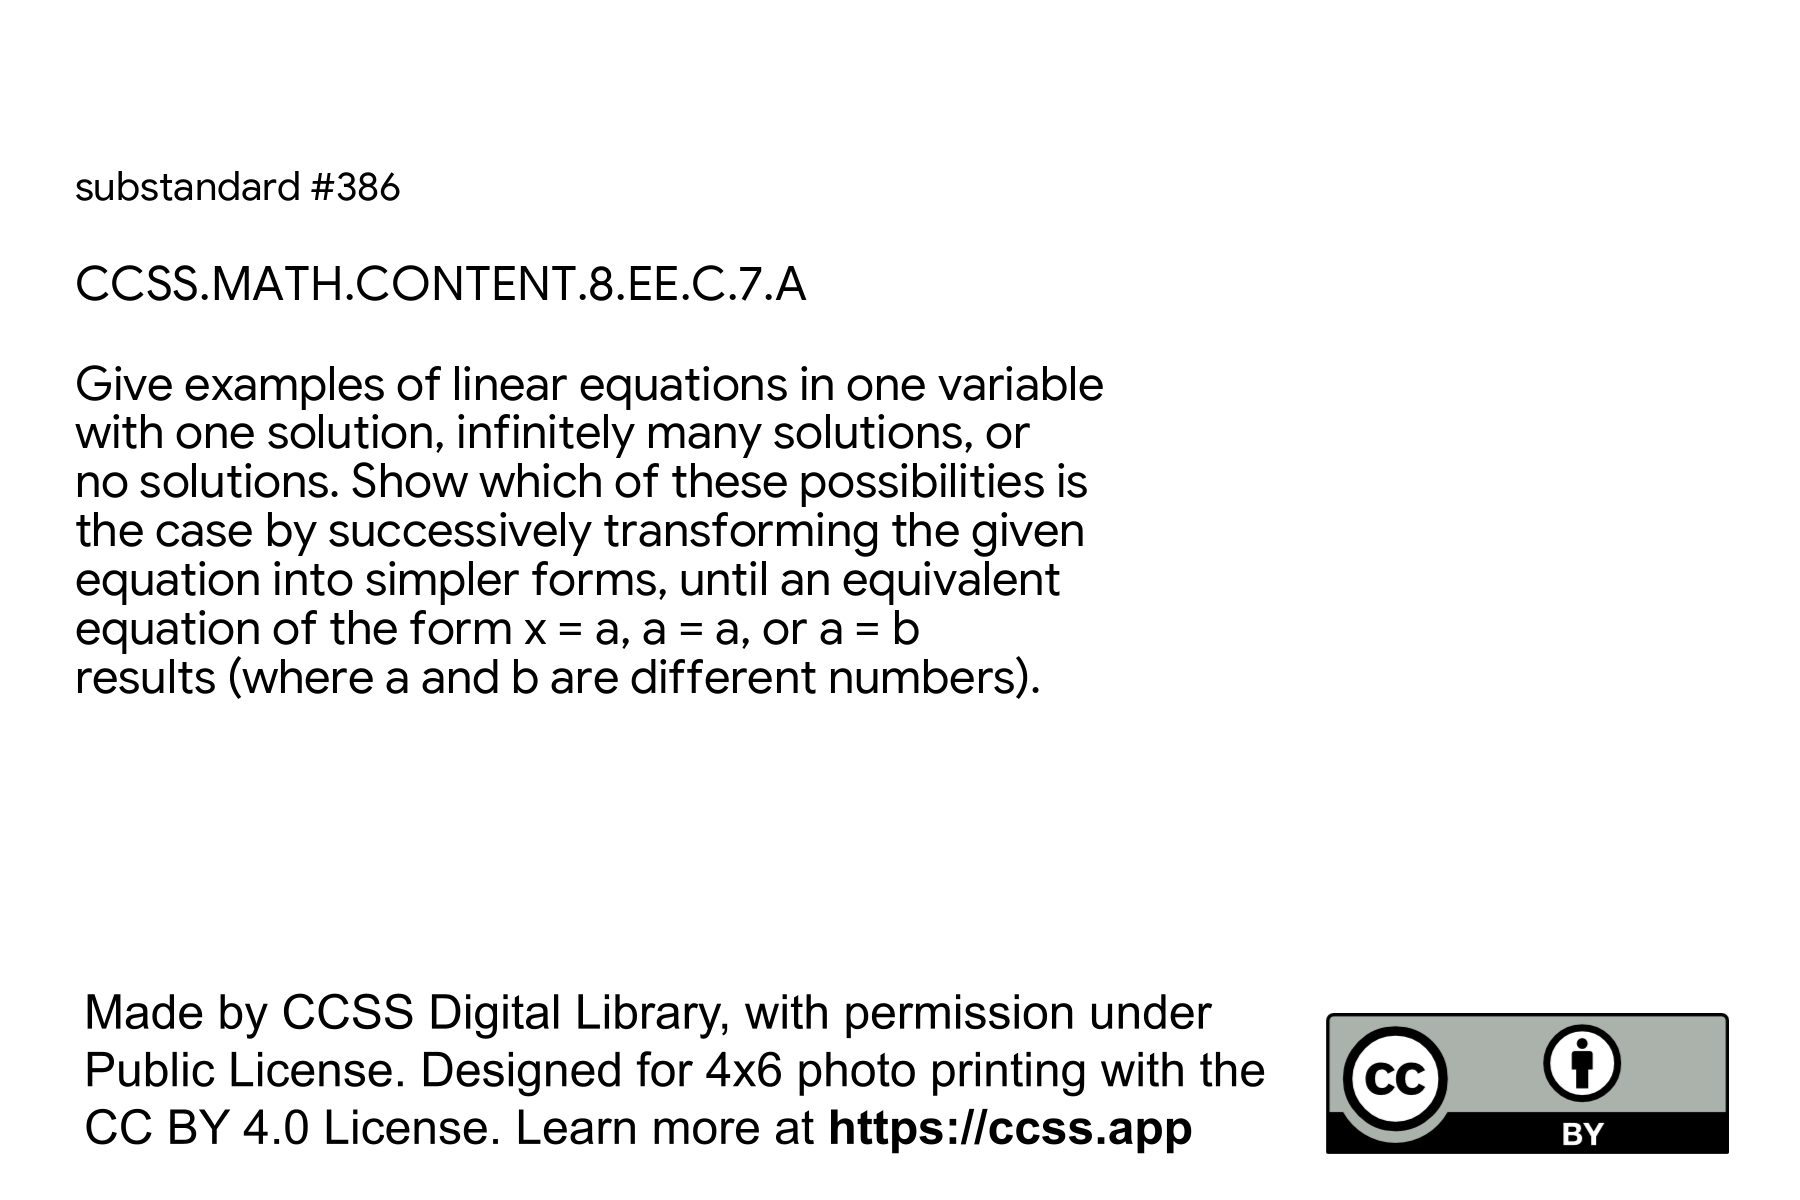 substandard #386
CCSS.MATH.CONTENT.8.EE.C.7.A
Give examples of linear equations in one variable
with one solution, infinitely many solutions, or
no solutions. Show which of these possibilities is
the case by successively transforming the given
equation into simpler forms, until an equivalent
equation of the form x = a, a = a, or a = b
results (where a and b are different numbers).
Made by CCSS Digital Library, with permission under
Public License. Designed for 4x6 photo printing with the
CC BY 4.0 License. Learn more at https://ccss.app
CC
BY